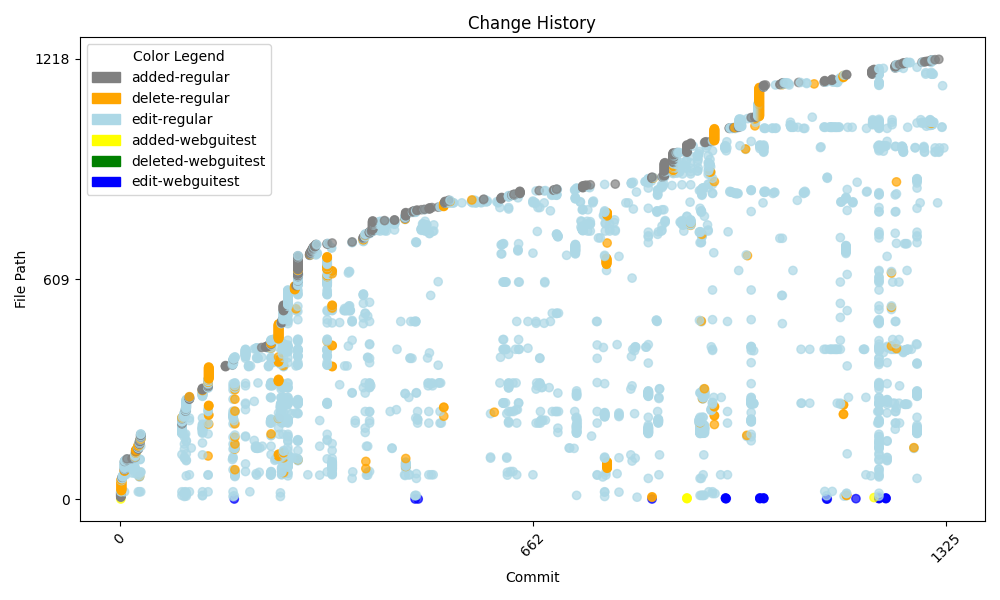 Change History
Color Legend
added-regular
delete-regular
edit-regular
added-webguitest
deleted-webguitest
edit-webguitest
File Path
1218
609
0
0
662
1325
Commit